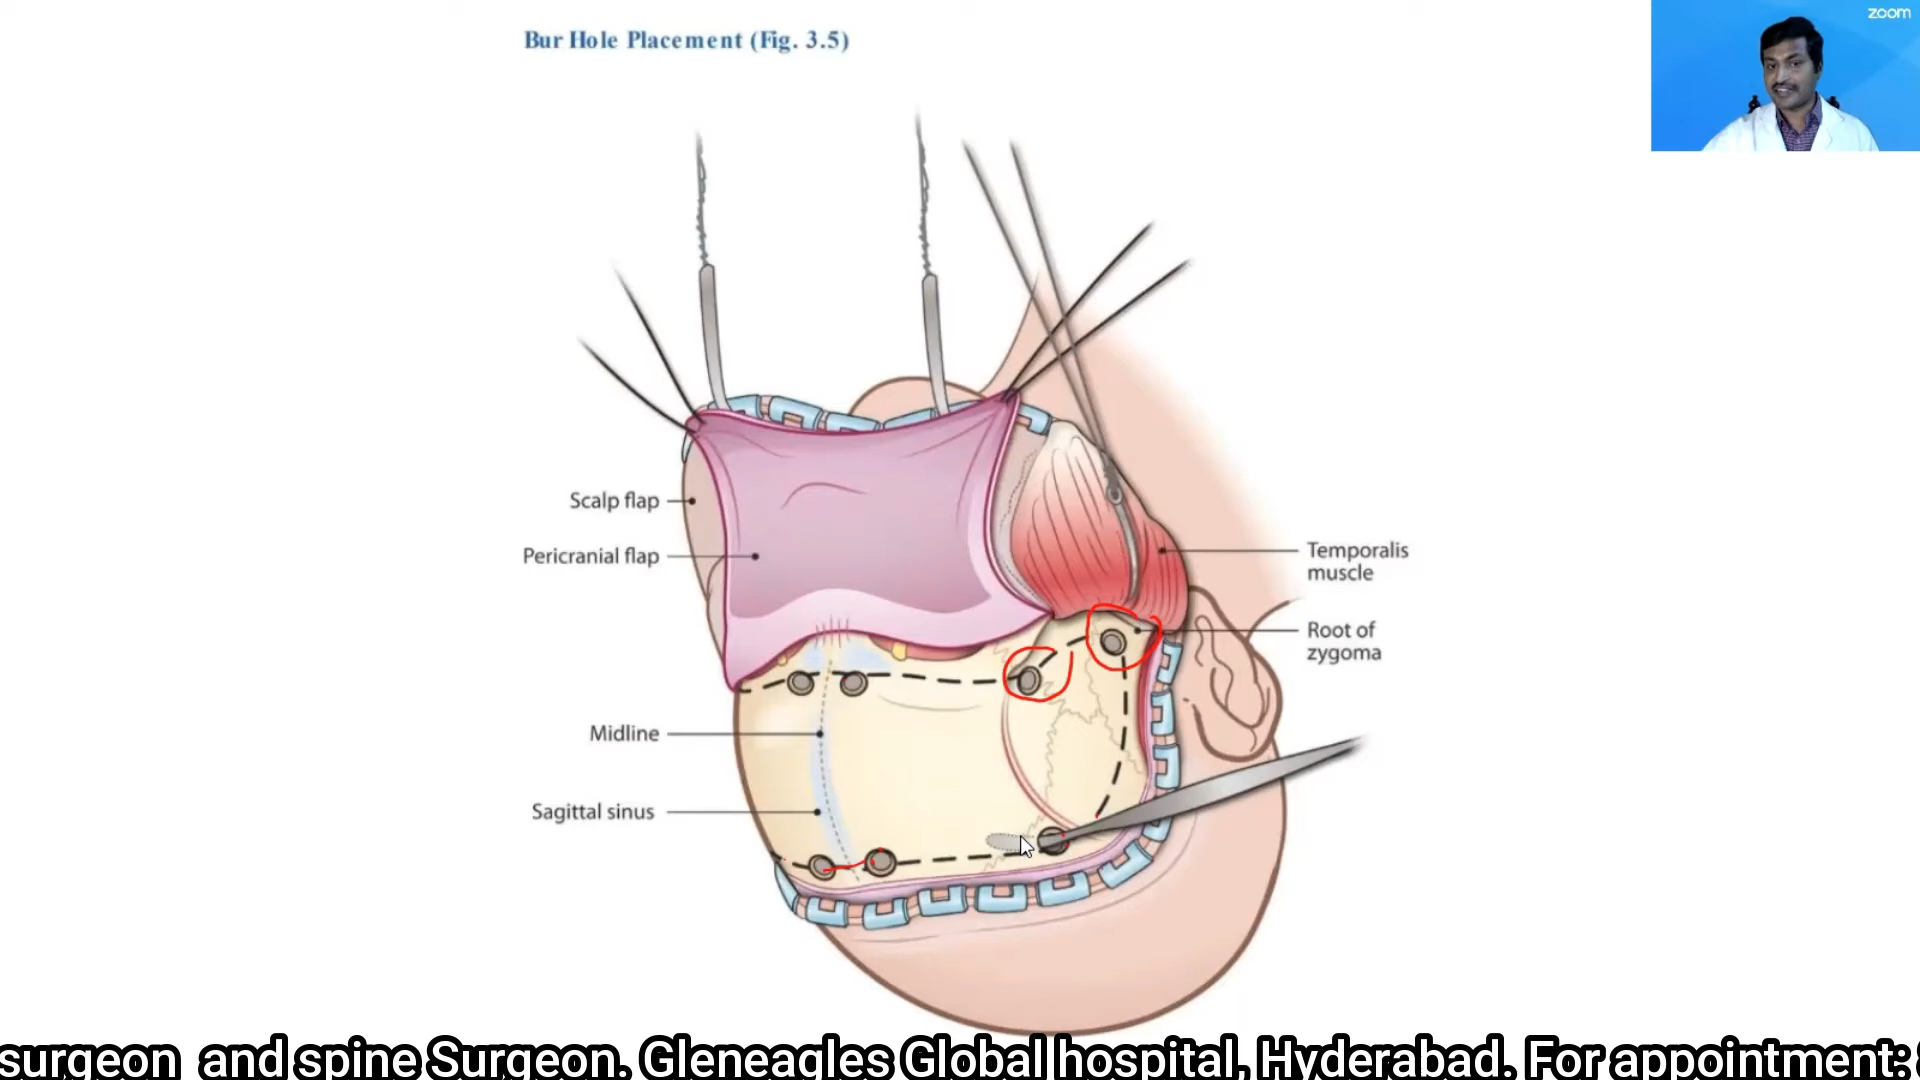 Bur Hole Placement (Fig. 3.5)
zoom
Scalp flap
Pericranial flap
Temporalis
muscle
Root of
zygoma
Midline
Sagittal sinus
surgeon and spine Surgeon. Gleneagles Global hospital, Hyderabad. For appointment: